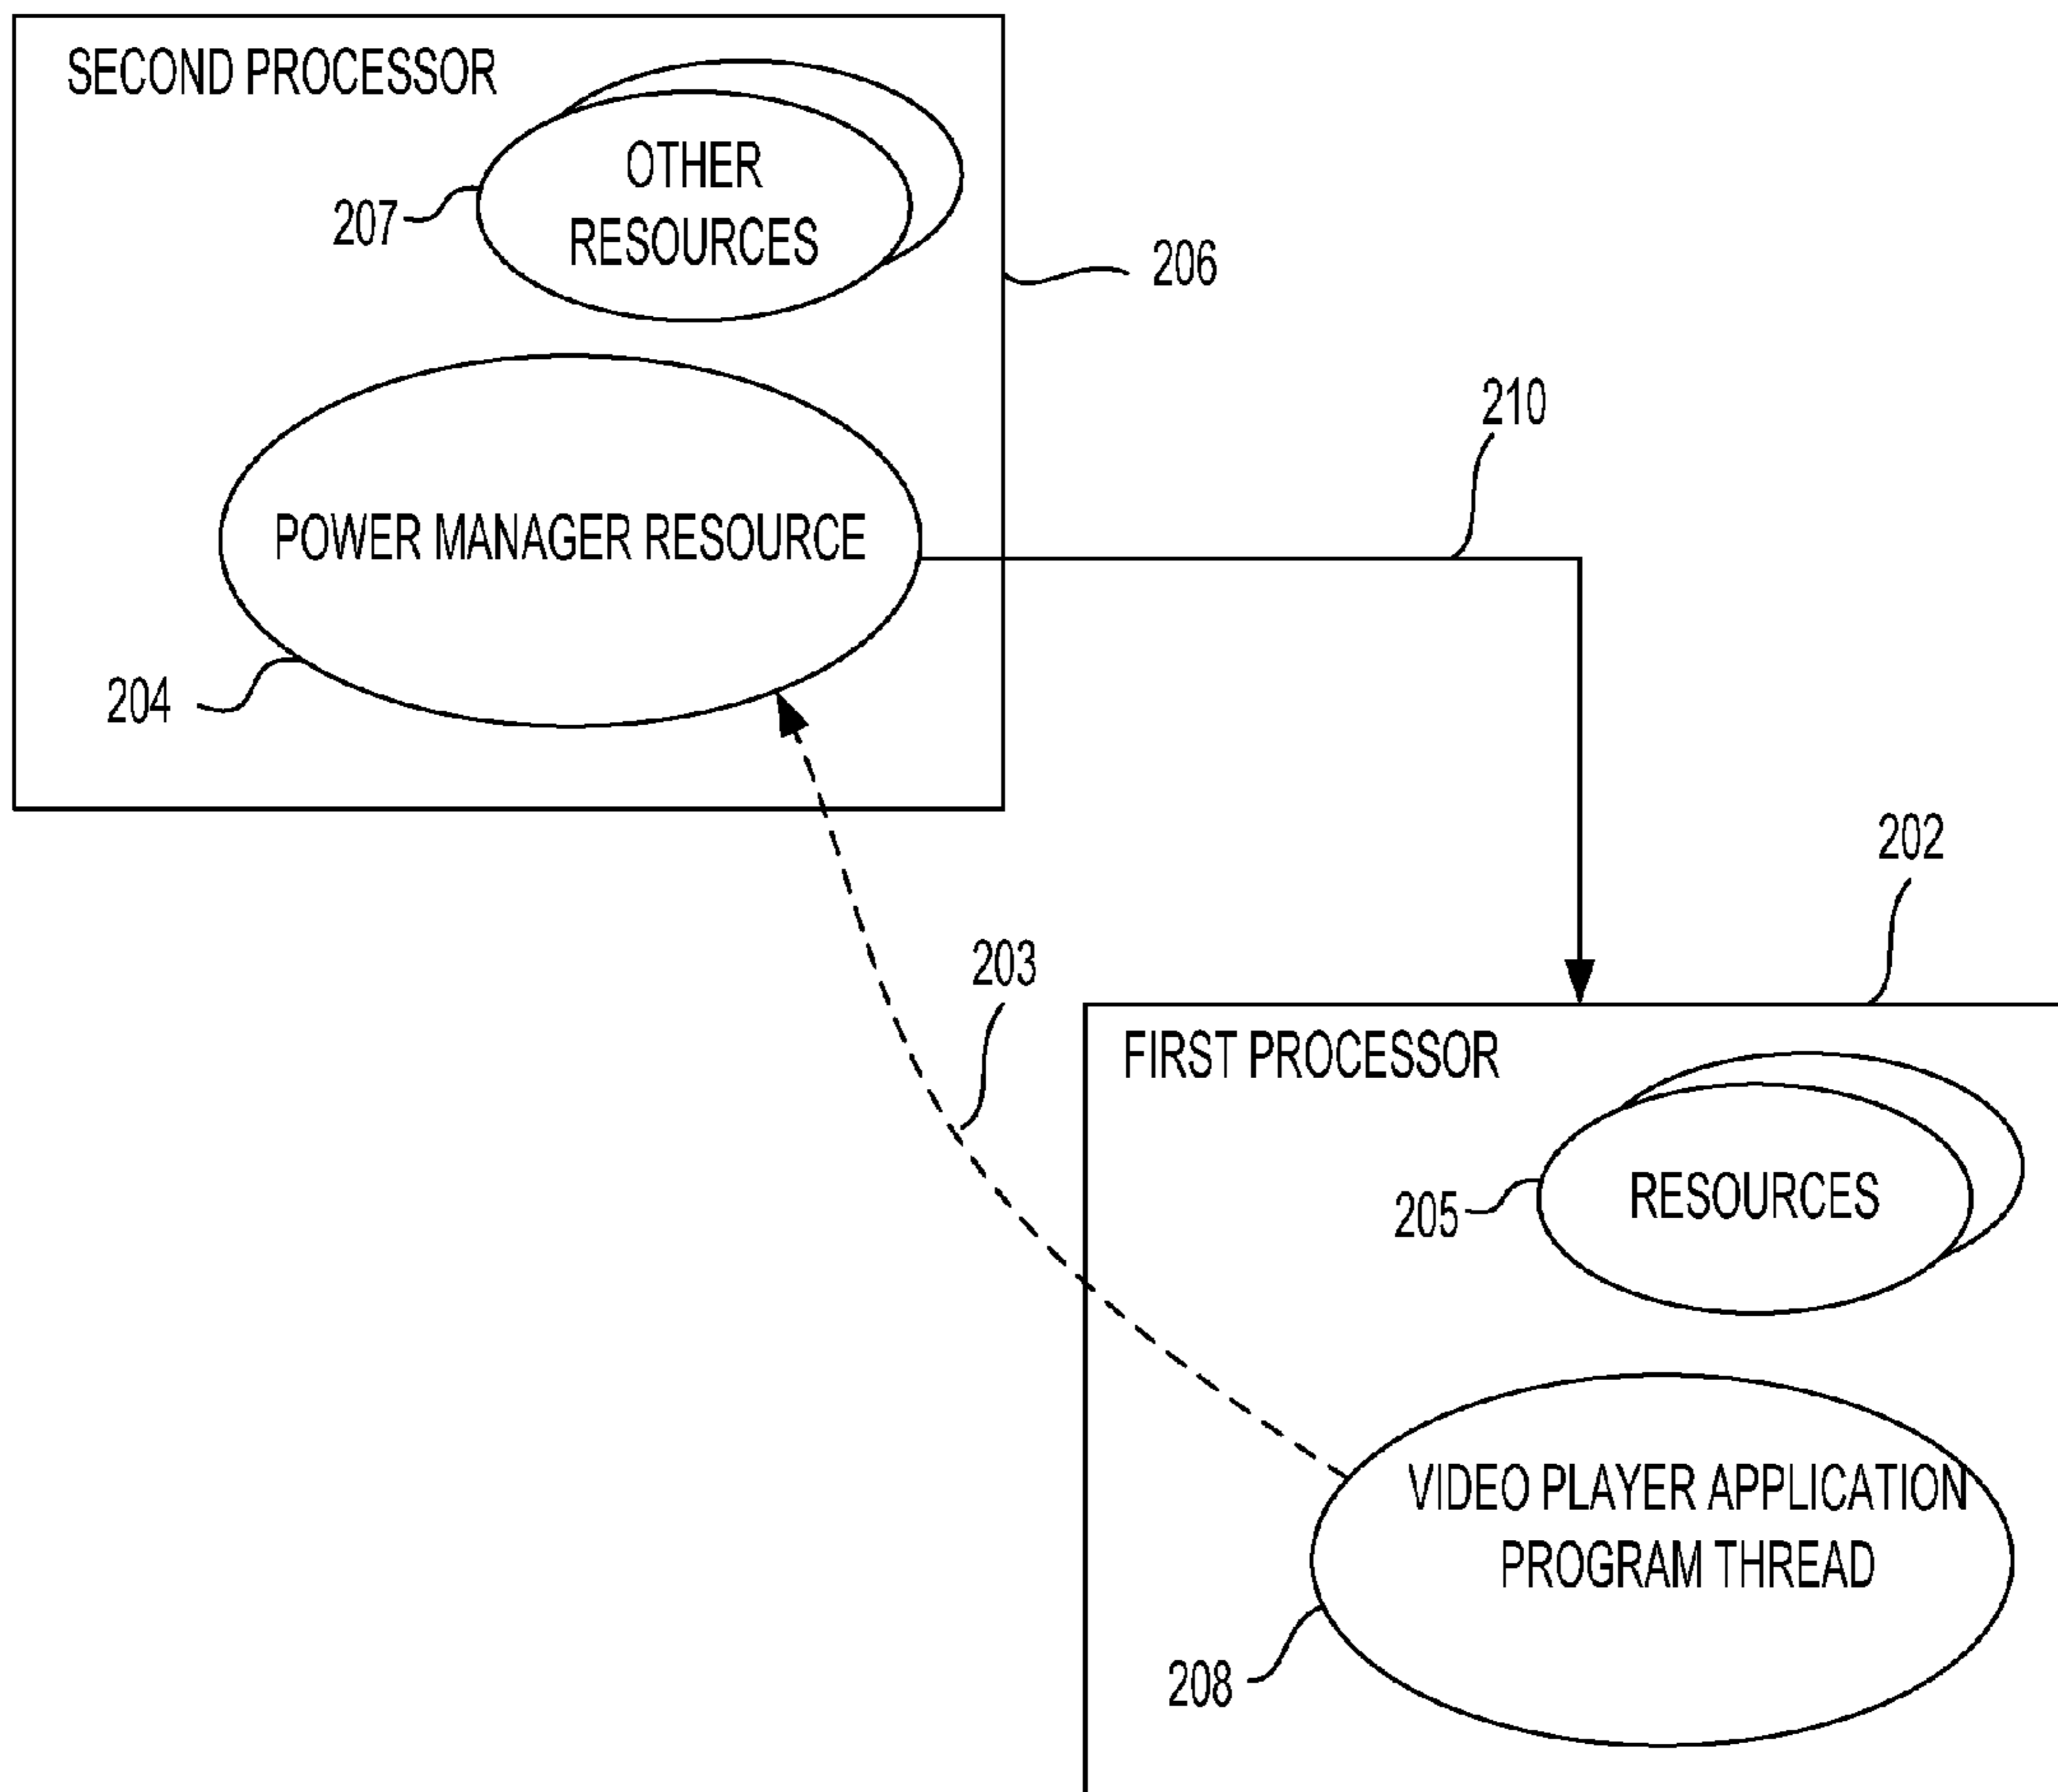 SECOND PROCESSOR
OTHER
RESOURCES
207
206
210
POWER MANAGER RESOURCE
204
202
203
FIRST PROCESSOR
RESOURCES
205
VIDEO PLAYER APPLICATION
PROGRAM THREAD
208